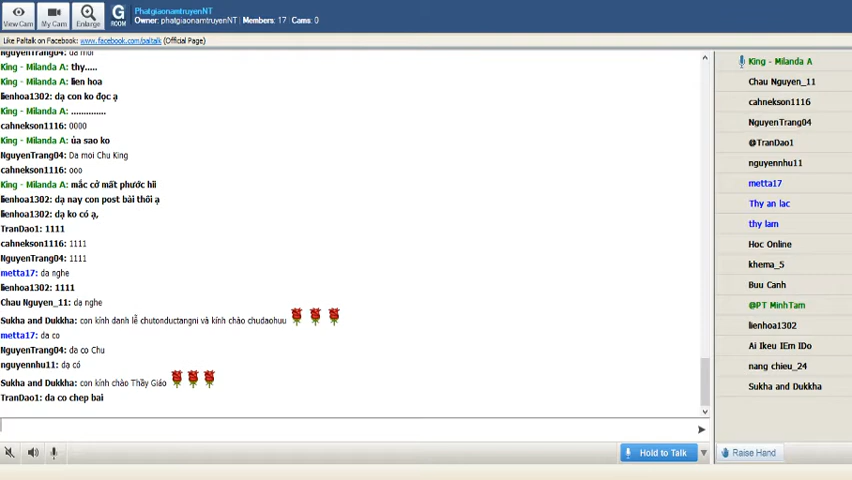 View Cam
My Cam
Enlarge
G
ROOM
PhatgiaonamtruyenNT
Owner: phatgiaonamtruyenNT | Members: 17 | Cams: 0
Like Paltalk on Facebook: www.facebook.com/paltalk (Official Page)
NguyenTrang04: da moi
King - Milanda A: thy.....
King - Milanda A: lien hoa
lienhoa1302: dạ con ko đọc ạ
King - Milanda A: ..............
cahnekson1116: 0000
King - Milanda A: ủa sao ko
NguyenTrang04: Da moi Chu King
cahnekson1116: ooo
King - Milanda A: mắc cở mất phước hii
lienhoa1302: dạ nay con post bài thôi ạ
lienhoa1302: dạ ko có ạ,
TranDao1: 1111
cahnekson1116: 1111
NguyenTrang04: 1111
metta17: da nghe
lienhoa1302: 1111
Chau Nguyen_11: da nghe
Sukha and Dukkha: con kính đanh lễ chutonductangni và kính chào chudaohuu
metta17: da co
NguyenTrang04: da co Chu
nguyennhu11: dạ có
Sukha and Dukkha: con kính chào Thầy Giáo
TranDao1: da co chep bai
Hold to Talk
King - Milanda A
Chau Nguyen_11
cahnekson1116
NguyenTrang04
@TranDao1
nguyennhu11
metta17
Thy an lac
thy lam
Hoc Online
khema_5
Buu Canh
@PT MinhTam
lienhoa1302
Ai Ikeu IEm IDo
nang chieu_24
Sukha and Dukkha
Raise Hand